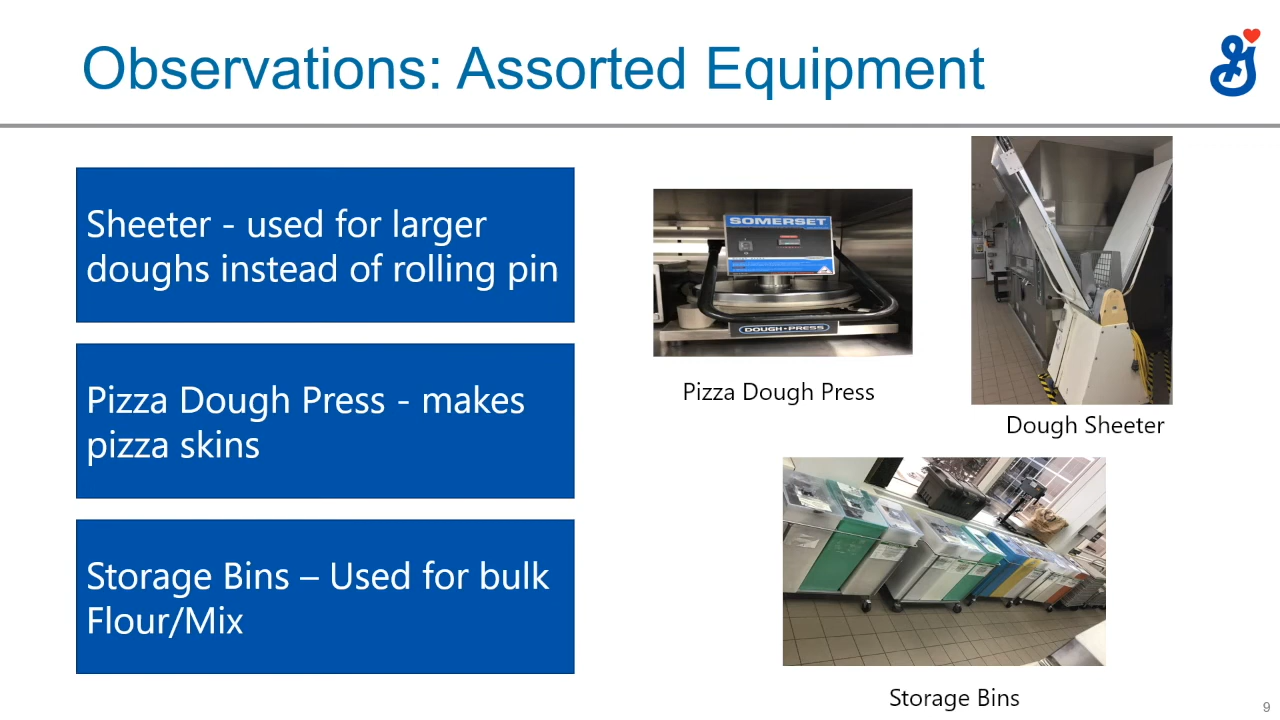 Observations: Assorted Equipment
Sheeter - used for larger
doughs instead of rolling pin
Pizza Dough Press - makes
pizza skins
Storage Bins – Used for bulk
Flour/Mix
SOMERSET
DOUGH-PRESS
Pizza Dough Press
Dough Sheeter
Storage Bins
9